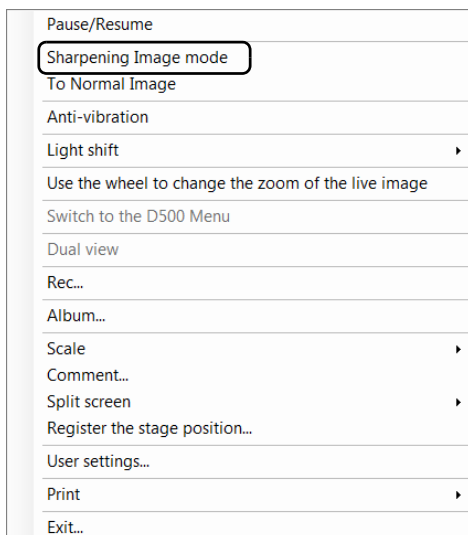 Pause/Resume
Sharpening Image mode
To Normal Image
Anti-vibration
Light shift
Use the wheel to change the zoom of the live image
Switch to the D500 Menu
Dual view
Rec...
Album...
Scale
Comment...
Split screen
Register the stage position...
User settings...
Print
Exit...